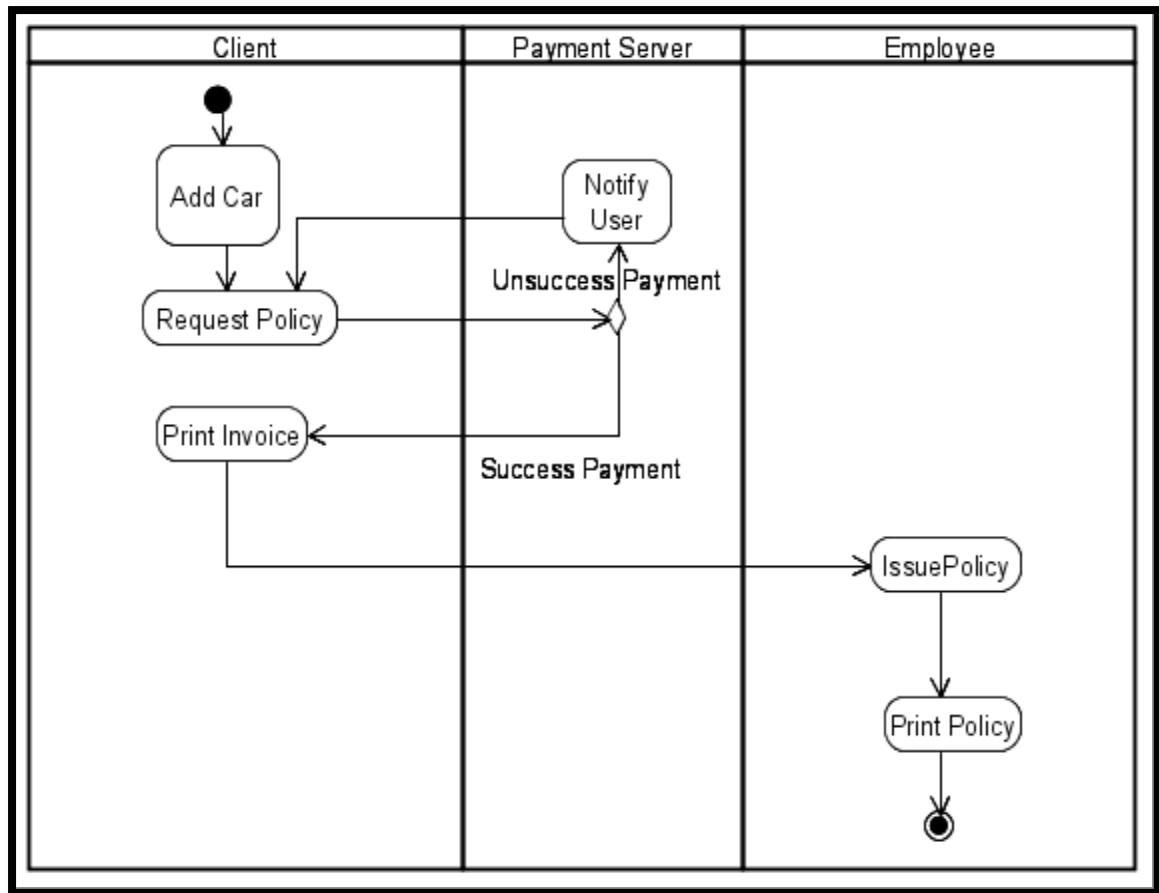 Client
Payment Server
Employee
Add Car
Notify
User
Unsuccess Payment
Request Policy
Print Invoice
Success Payment
IssuePolicy
Print Policy